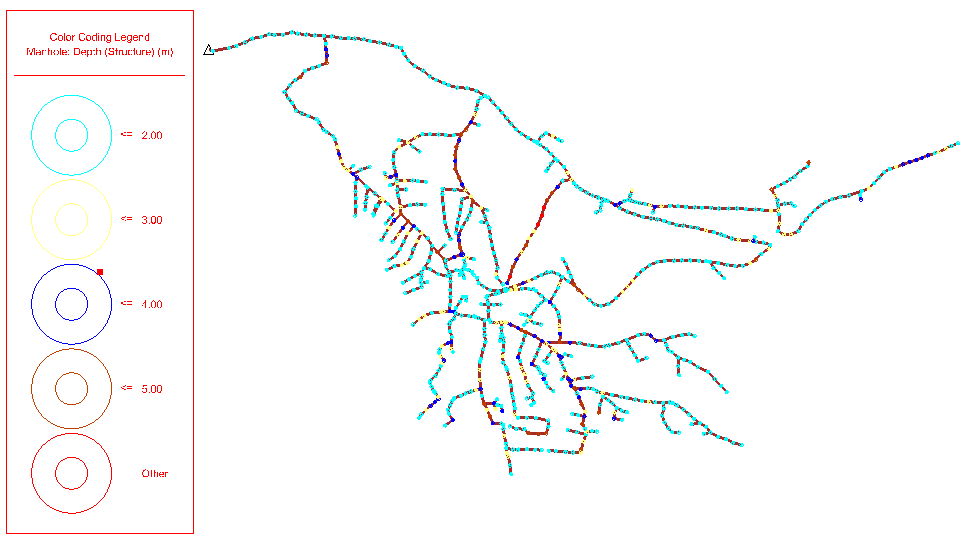 Color Coding Legend
Manhole: Depth (Structure) (m)
<= 2.00
<= 3.00
<= 4.00
<= 5.00
Other